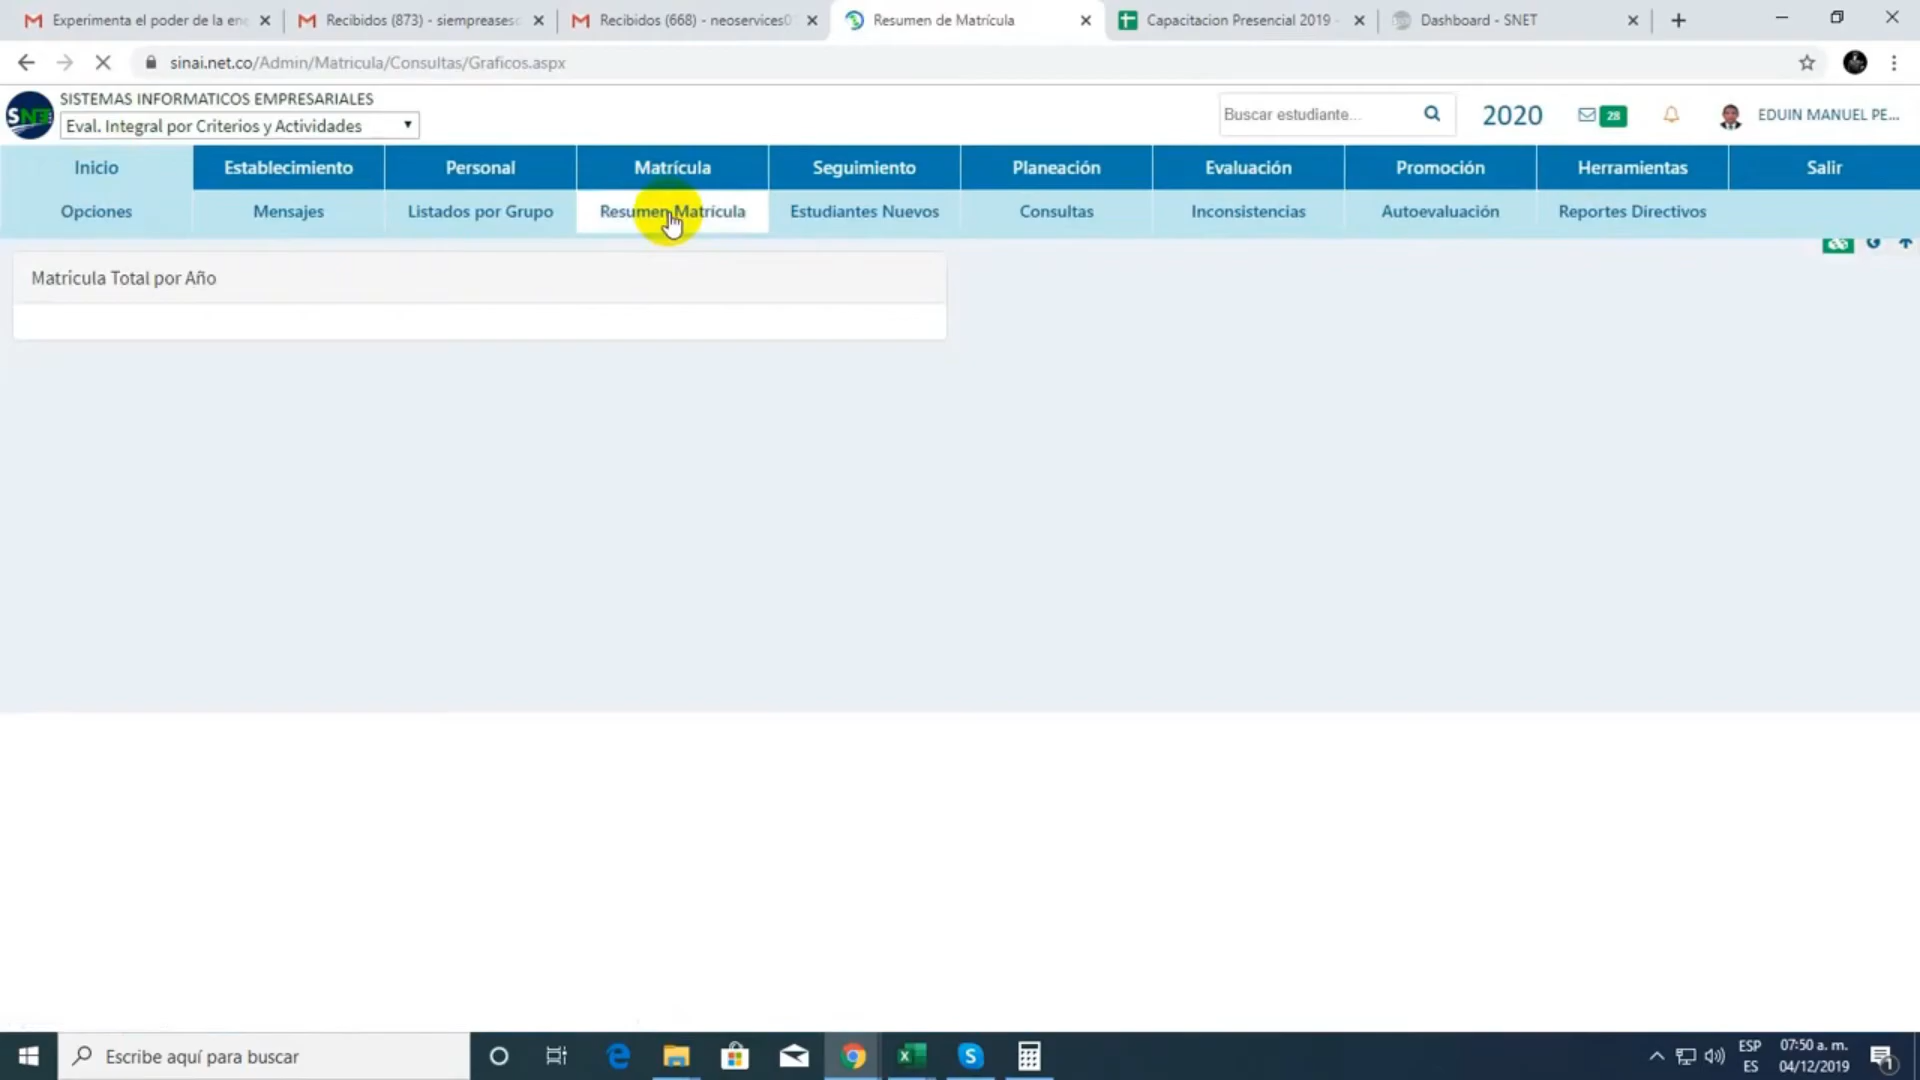 Experimenta el poder de la ene
Recibidos (873) - siempreases
Recibidos (668) - neoservices0
Resumen de Matrícula
Capacitacion Presencial 2019 -
Dashboard - SNET
sinai.net.co/Admin/Matricula/Consultas/Graficos.aspx
SNE
SISTEMAS INFORMATICOS EMPRESARIALES
Eval. Integral por Criterios y Actividades
Buscar estudiante...
2020
28
EDUIN MANUEL PE...
Inicio
Establecimiento
Personal
Matrícula
Seguimiento
Planeación
Evaluación
Promoción
Herramientas
Salir
Opciones
Mensajes
Listados por Grupo
Resumen Matrícula
Estudiantes Nuevos
Consultas
Inconsistencias
Autoevaluación
Reportes Directivos
Matrícula Total por Año
Escribe aquí para buscar
ESP
ES
07:50 a. m.
04/12/2019
1